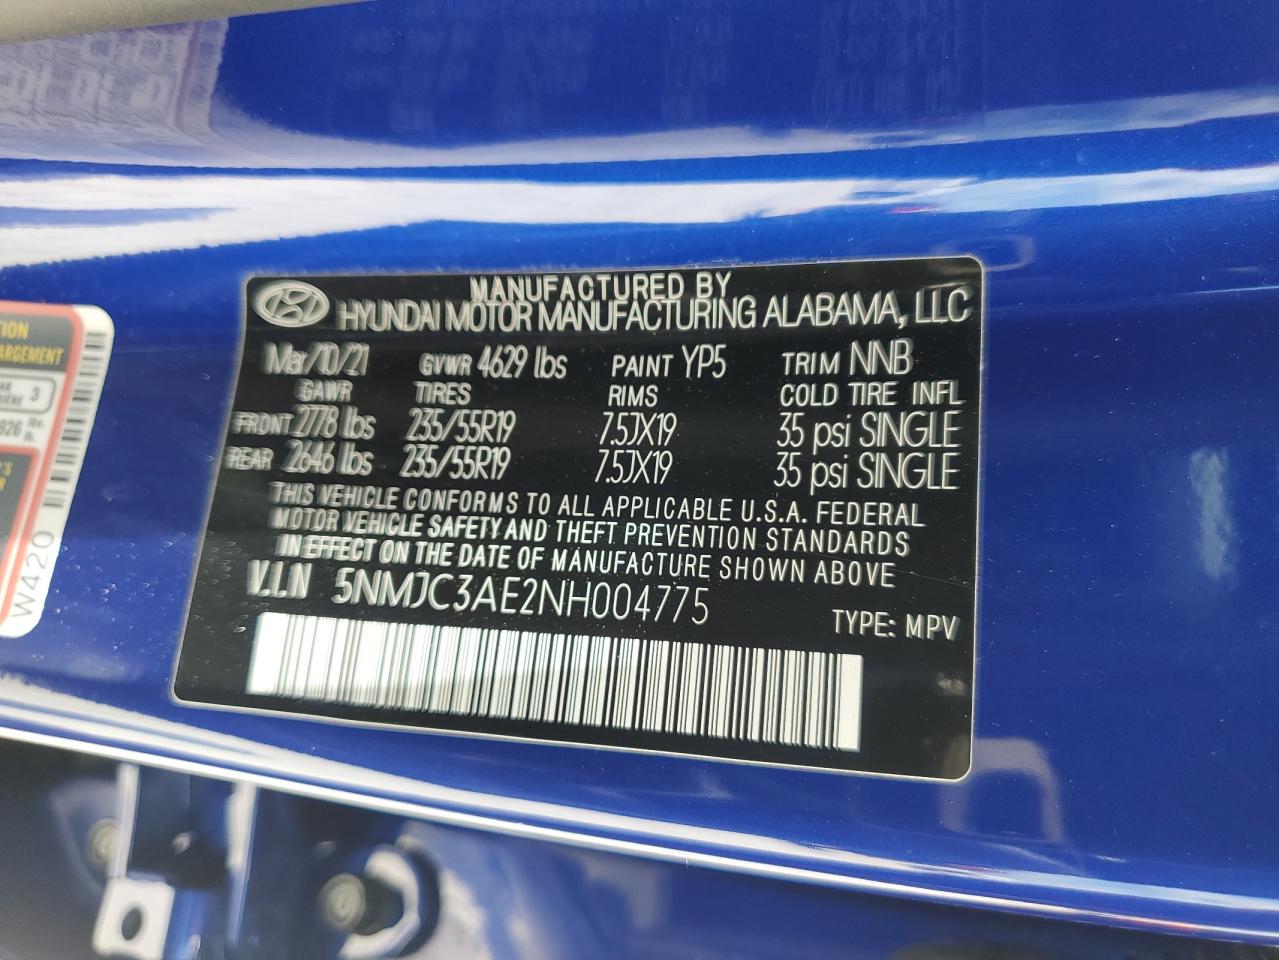 MANUFACTURED BY
HYUNDAI MOTOR MANUFACTURING ALABAMA, LLC
Mar/10/21 GVWR 4629 lbs PAINT YP5 TRIM NNB
GAWR TIRES RIMS COLD TIRE INFL
FRONT 2778 lbs 235/55R19 7.5JX19 35 psi SINGLE
REAR 2646 lbs 235/55R19 7.5JX19 35 psi SINGLE
THIS VEHICLE CONFORMS TO ALL APPLICABLE U.S.A. FEDERAL
MOTOR VEHICLE SAFETY AND THEFT PREVENTION STANDARDS
IN EFFECT ON THE DATE OF MANUFACTURE SHOWN ABOVE
V.I.N 5NMJC3AE2NH004775
TYPE: MPV
3
W420